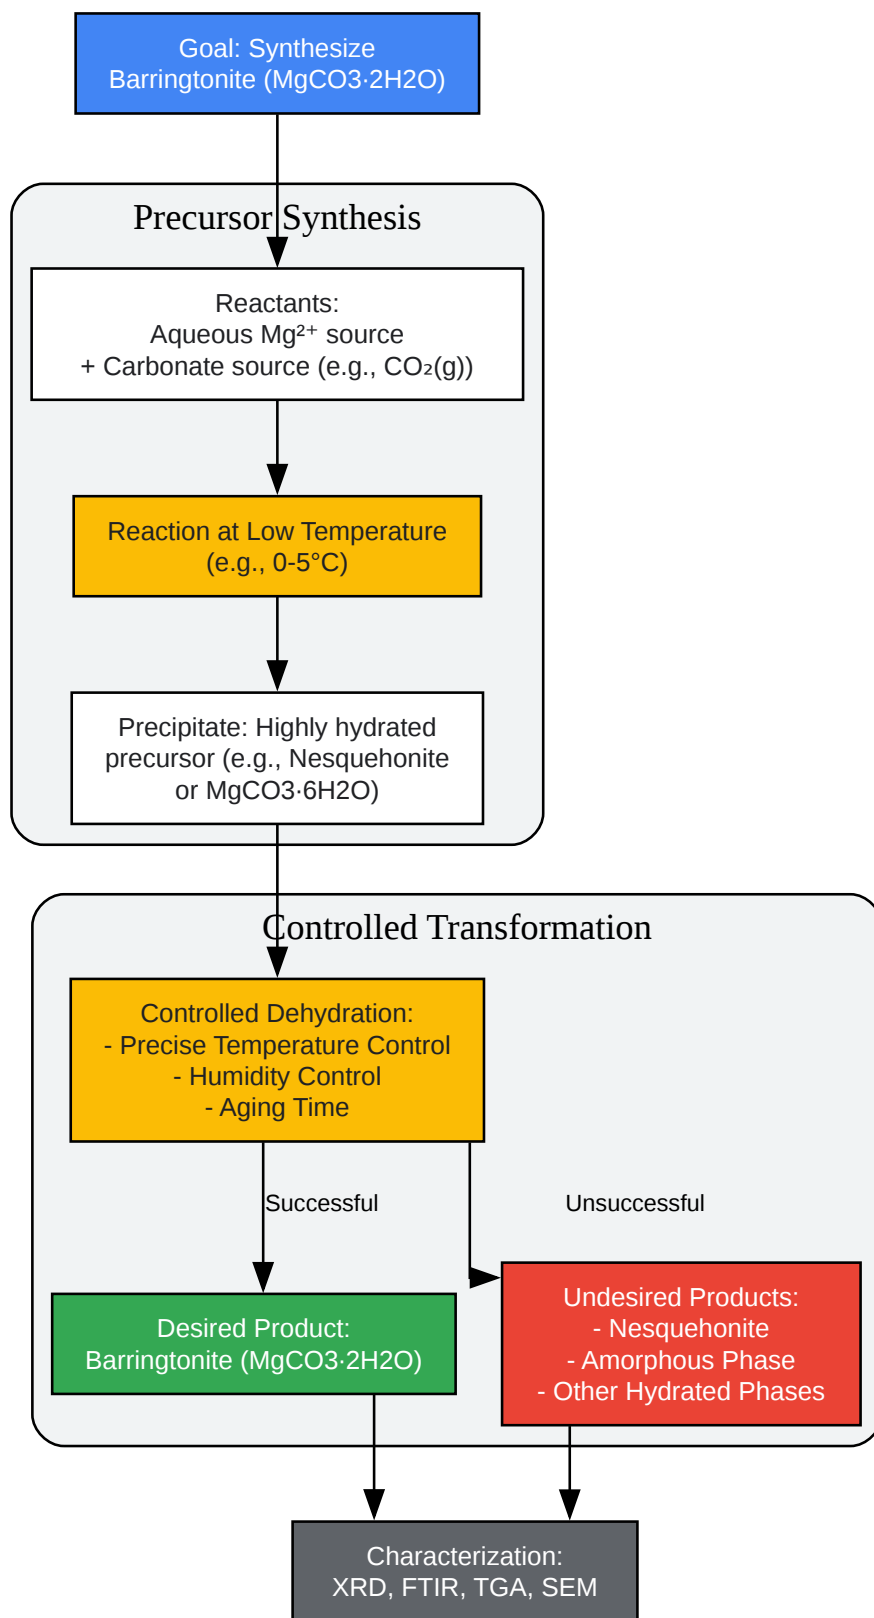 Goal: Synthesize
Barringtonite (MgCO3·2H2O)
Precursor Synthesis
Reactants:
Aqueous Mg²⁺ source
+ Carbonate source (e.g., CO₂(g))
Reaction at Low Temperature
(e.g., 0-5°C)
Precipitate: Highly hydrated
precursor (e.g., Nesquehonite
or MgCO3·6H2O)
Controlled Transformation
Controlled Dehydration:
- Precise Temperature Control
- Humidity Control
- Aging Time
Successful
Unsuccessful
Desired Product:
Barringtonite (MgCO3·2H2O)
Undesired Products:
- Nesquehonite
- Amorphous Phase
- Other Hydrated Phases
Characterization:
XRD, FTIR, TGA, SEM